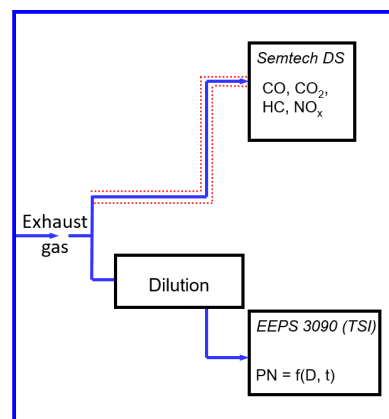 Semtech DS
CO, CO₂,
HC, NOₓ
Exhaust
gas
Dilution
EEPS 3090 (TSI)
PN = f(D, t)